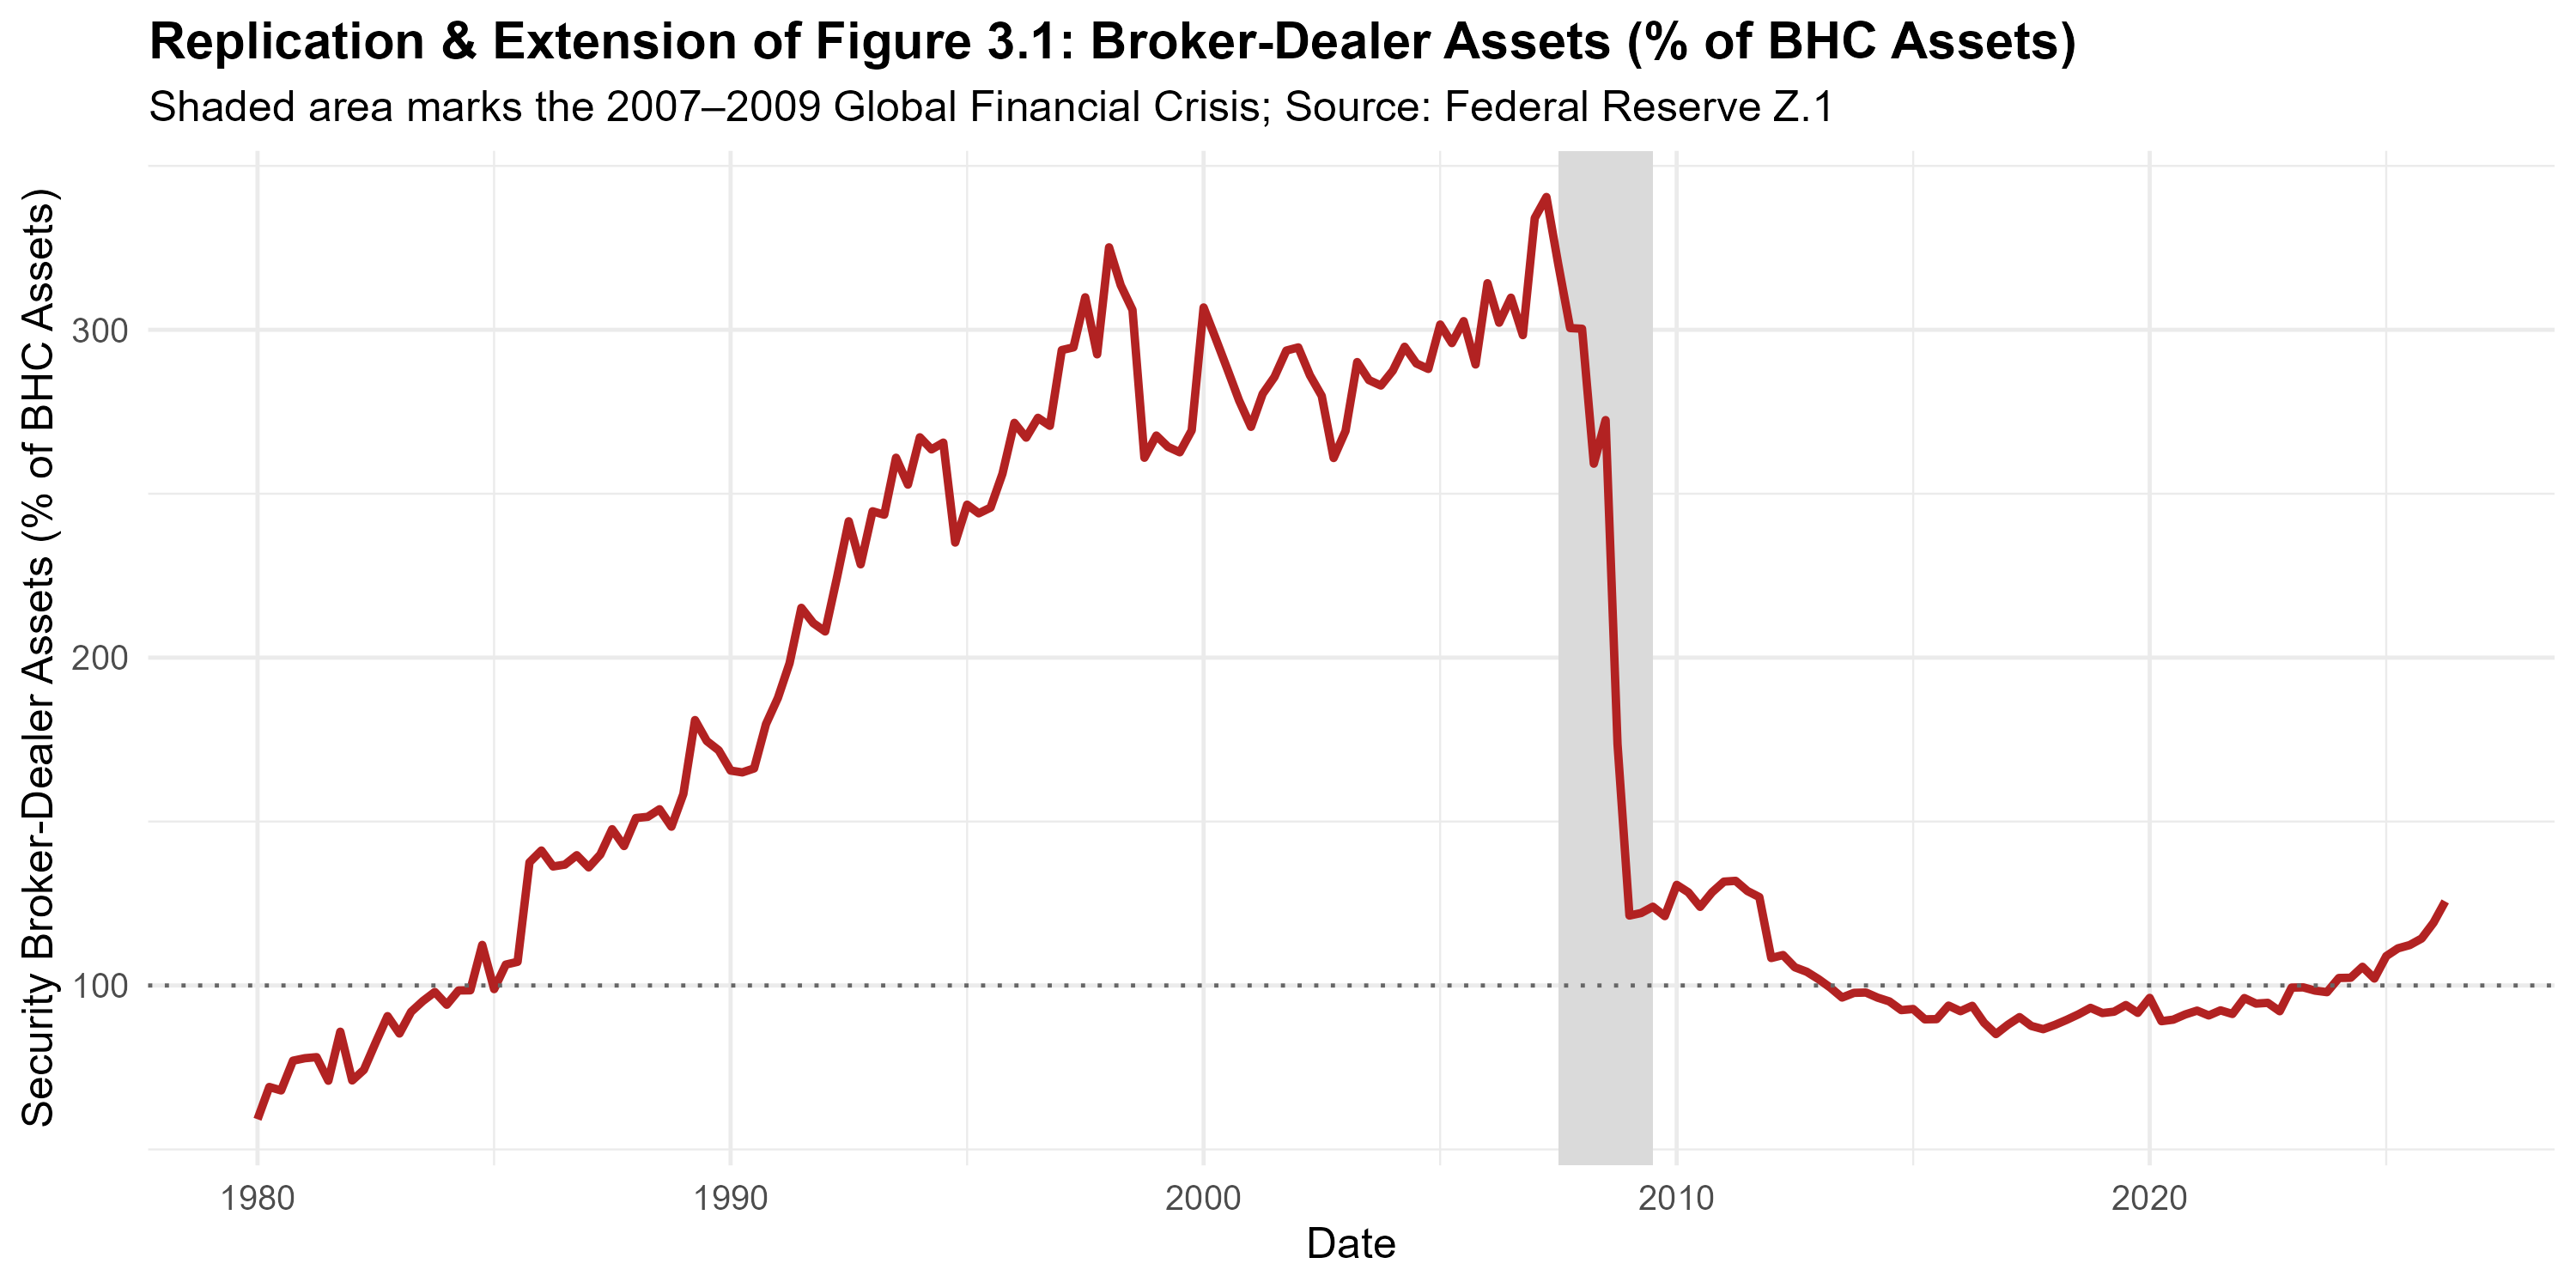 Replication & Extension of Figure 3.1: Broker-Dealer Assets (% of BHC Assets)
Shaded area marks the 2007–2009 Global Financial Crisis; Source: Federal Reserve Z.1
Security Broker-Dealer Assets (% of BHC Assets)
300
200
100
1980
1990
2000
2010
2020
Date